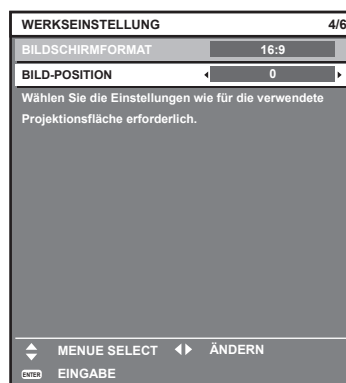 WERKSEINSTELLUNG 4/6
BILDSCHIRMFORMAT 16:9
BILD-POSITION 0
Wählen Sie die Einstellungen wie für die verwendete
Projektionsfläche erforderlich.
MENUE SELECT ÄNDERN
ENTER EINGABE